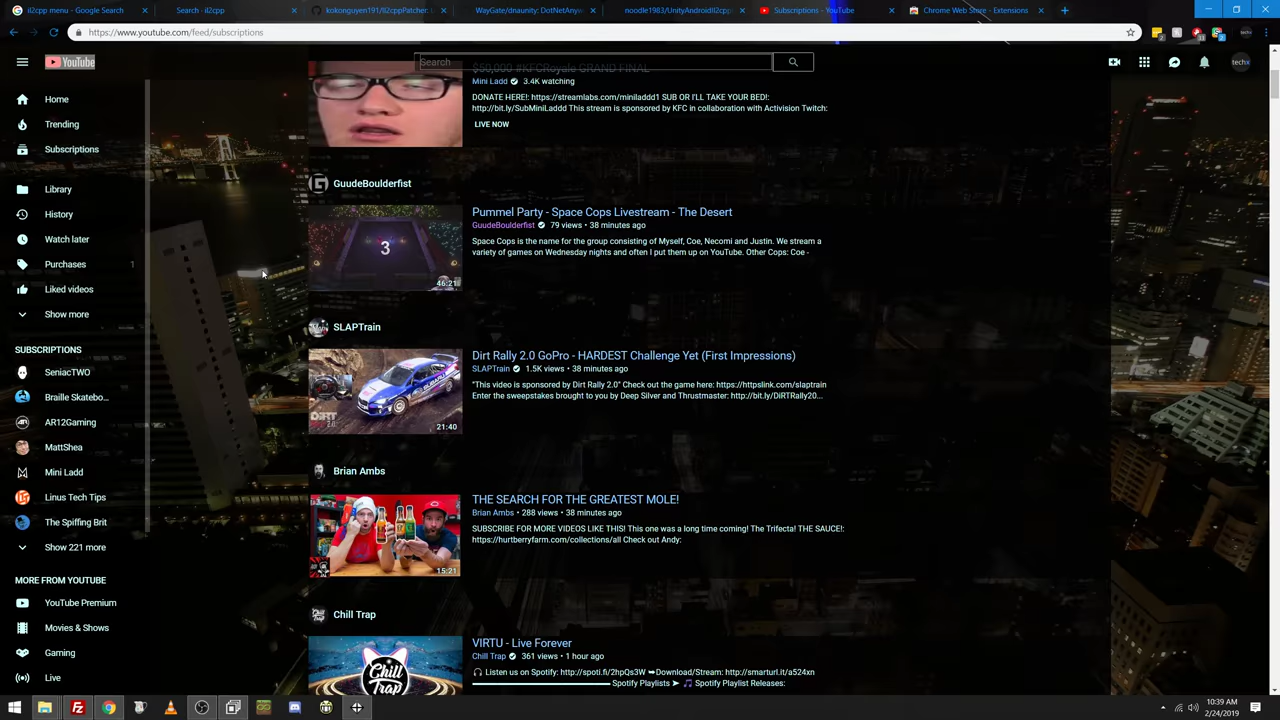 il2cpp menu - Google Search
Search · il2cpp
kokonguyen191/Il2cppPatcher:
WayGate/dnaunity: DotNetAnyw
noodle1983/UnityAndroidIl2cpp
Subscriptions - YouTube
Chrome Web Store - Extensions
https://www.youtube.com/feed/subscriptions
YouTube
Search
tech
Home
Trending
Subscriptions
Library
History
Watch later
Purchases 1
Liked videos
Show more
SUBSCRIPTIONS
SeniacTWO
Braille Skatebo...
AR12Gaming
MattShea
Mini Ladd
Linus Tech Tips
The Spiffing Brit
Show 221 more
MORE FROM YOUTUBE
YouTube Premium
Movies & Shows
Gaming
Live
$50,000 #KFCRoyale GRAND FINAL
Mini Ladd 3.4K watching
DONATE HERE!: https://streamlabs.com/miniladdd1 SUB OR I'LL TAKE YOUR BED!:
http://bit.ly/SubMiniLaddd This stream is sponsored by KFC in collaboration with Activision Twitch:
LIVE NOW
GuudeBoulderfist
3
46:21
Pummel Party - Space Cops Livestream - The Desert
GuudeBoulderfist 79 views • 38 minutes ago
Space Cops is the name for the group consisting of Myself, Coe, Necomi and Justin. We stream a
variety of games on Wednesday nights and often I put them up on YouTube. Other Cops: Coe -
SLAPTrain
DIRT
21:40
Dirt Rally 2.0 GoPro - HARDEST Challenge Yet (First Impressions)
SLAPTrain 1.5K views • 38 minutes ago
"This video is sponsored by Dirt Rally 2.0" Check out the game here: https://httpslink.com/slaptrain
Enter the sweepstakes brought to you by Deep Silver and Thrustmaster: http://bit.ly/DiRTRally20...
Brian Ambs
15:21
THE SEARCH FOR THE GREATEST MOLE!
Brian Ambs • 288 views • 38 minutes ago
SUBSCRIBE FOR MORE VIDEOS LIKE THIS! This one was a long time coming! The Trifecta! THE SAUCE!:
https://hurtberryfarm.com/collections/all Check out Andy:
Chill Trap
CHILL
TRAP
VIRTU - Live Forever
Chill Trap 361 views • 1 hour ago
🎧 Listen us on Spotify: http://spoti.fi/2hpQs3W ➥Download/Stream: http://smarturl.it/a524xn
Spotify Playlists ➤ 🎵 Spotify Playlist Releases:
10:39 AM
2/24/2019